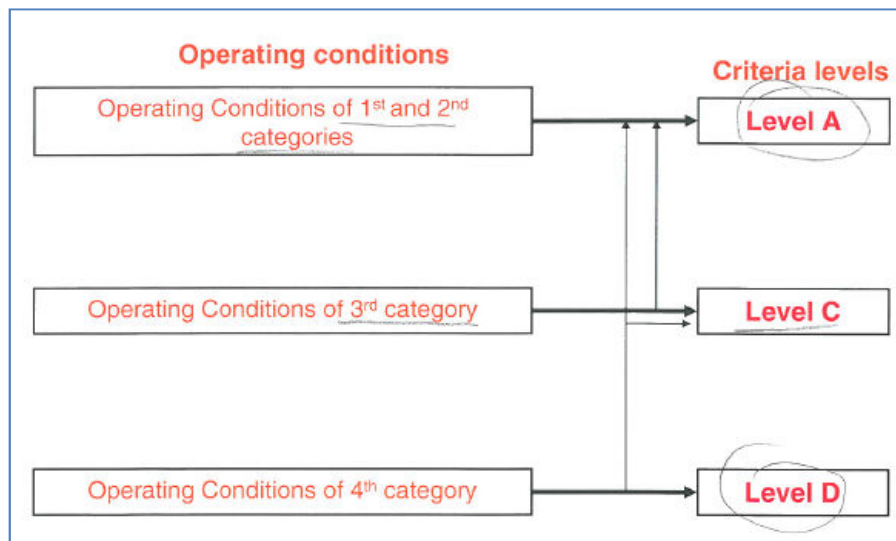 Operating conditions
Criteria levels
Operating Conditions of 1st and 2nd
categories
Level A
Operating Conditions of 3rd category
Level C
Operating Conditions of 4th category
Level D